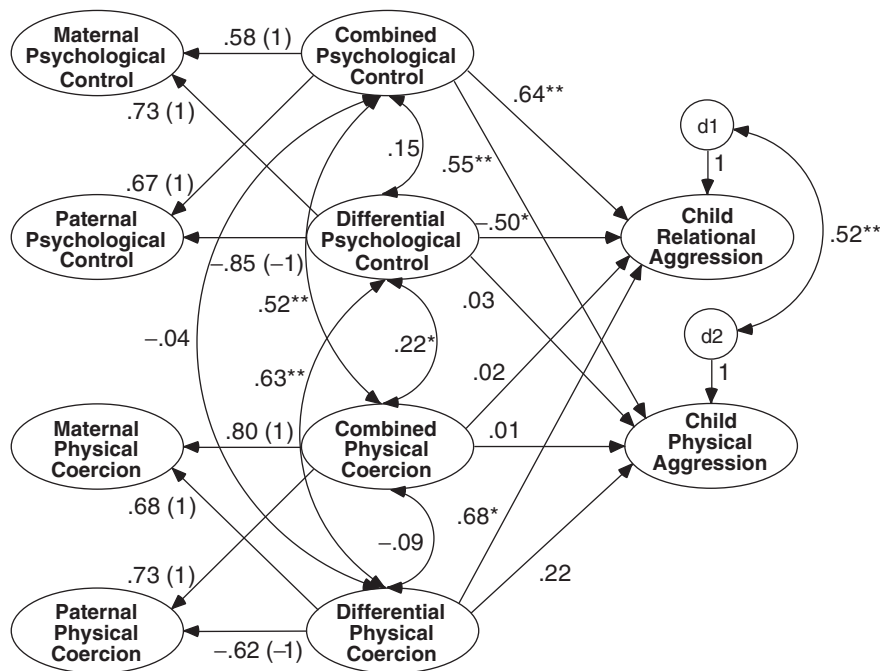 Maternal
Psychological
Control
.58 (1)
Combined
Psychological
Control
.64**
d1
.73 (1)
.15
.55**
1
.67 (1)
Paternal
Psychological
Control
Differential
Psychological
Control
–.50*
Child
Relational
Aggression
.52**
–.85 (–1)
.52**
.03
d2
–.04
.63**
.22*
.02
1
Maternal
Physical
Coercion
.80 (1)
Combined
Physical
Coercion
.01
Child
Physical
Aggression
.68 (1)
–.09
.68*
.73 (1)
.22
Paternal
Physical
Coercion
–.62 (–1)
Differential
Physical
Coercion